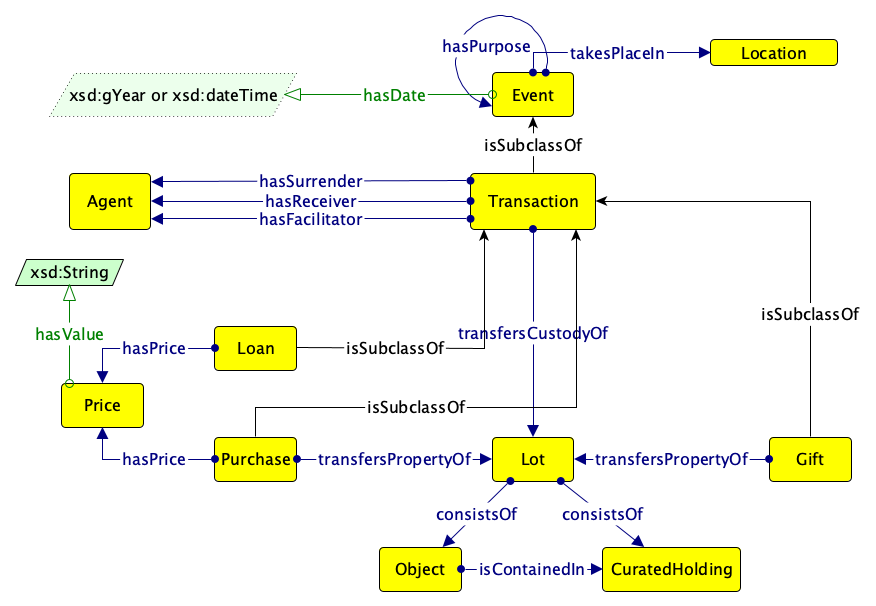 hasPurpose
takesPlaceIn
Location
xsd:gYear or xsd:dateTime
hasDate
Event
isSubclassOf
hasSurrender
Agent
hasReceiver
Transaction
hasFacilitator
xsd:String
isSubclassOf
hasValue
transfersCustodyOf
hasPrice
Loan
isSubclassOf
Price
isSubclassOf
hasPrice
Purchase
transfersPropertyOf
Lot
transfersPropertyOf
Gift
consistsOf
consistsOf
Object
isContainedIn
CuratedHolding